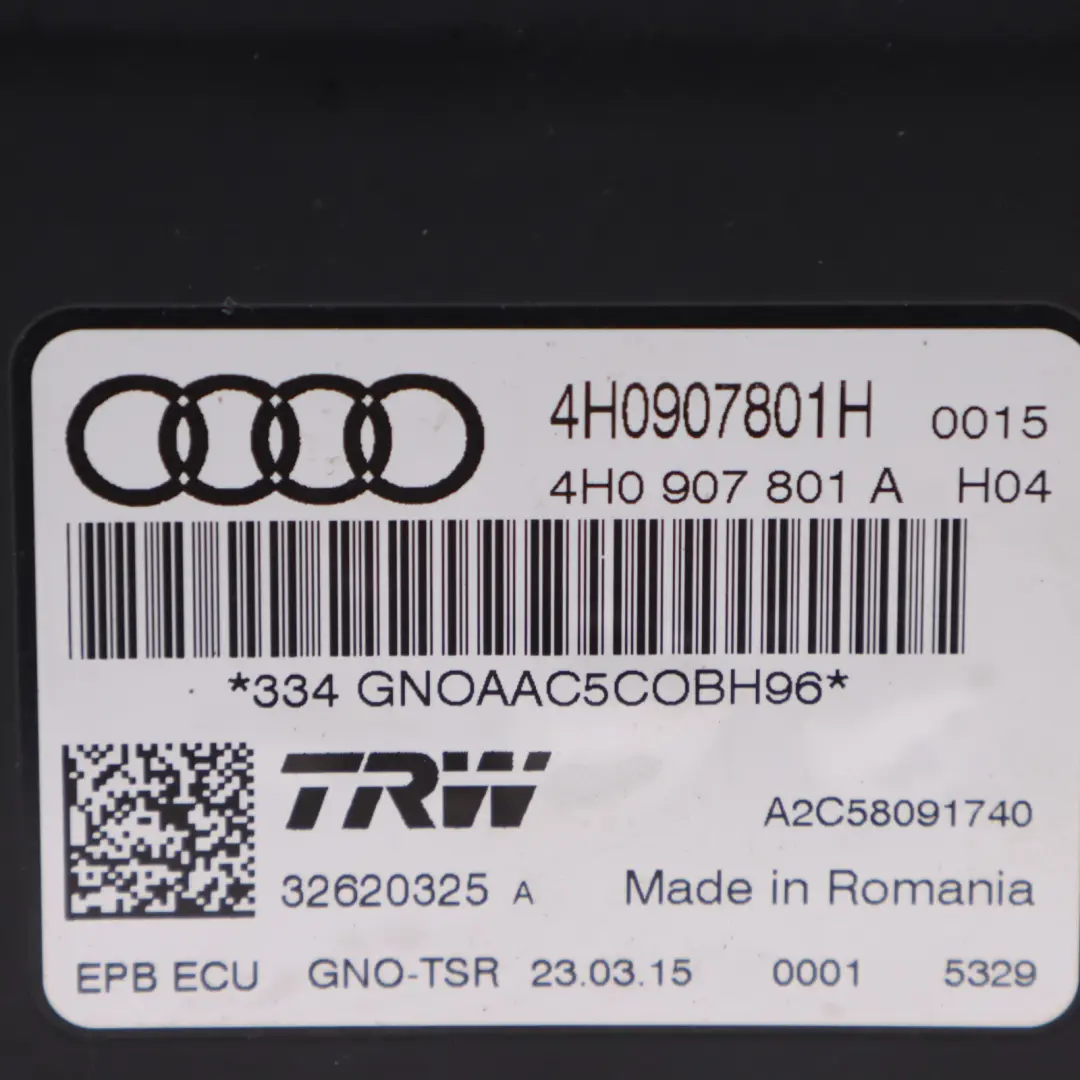 4H0907801H 0015
4H0 907 801 A H04
*334 GNOAAC5COBH96*
TRW
A2C58091740
32620325 A Made in Romania
EPB ECU GNO-TSR 23.03.15 0001 5329